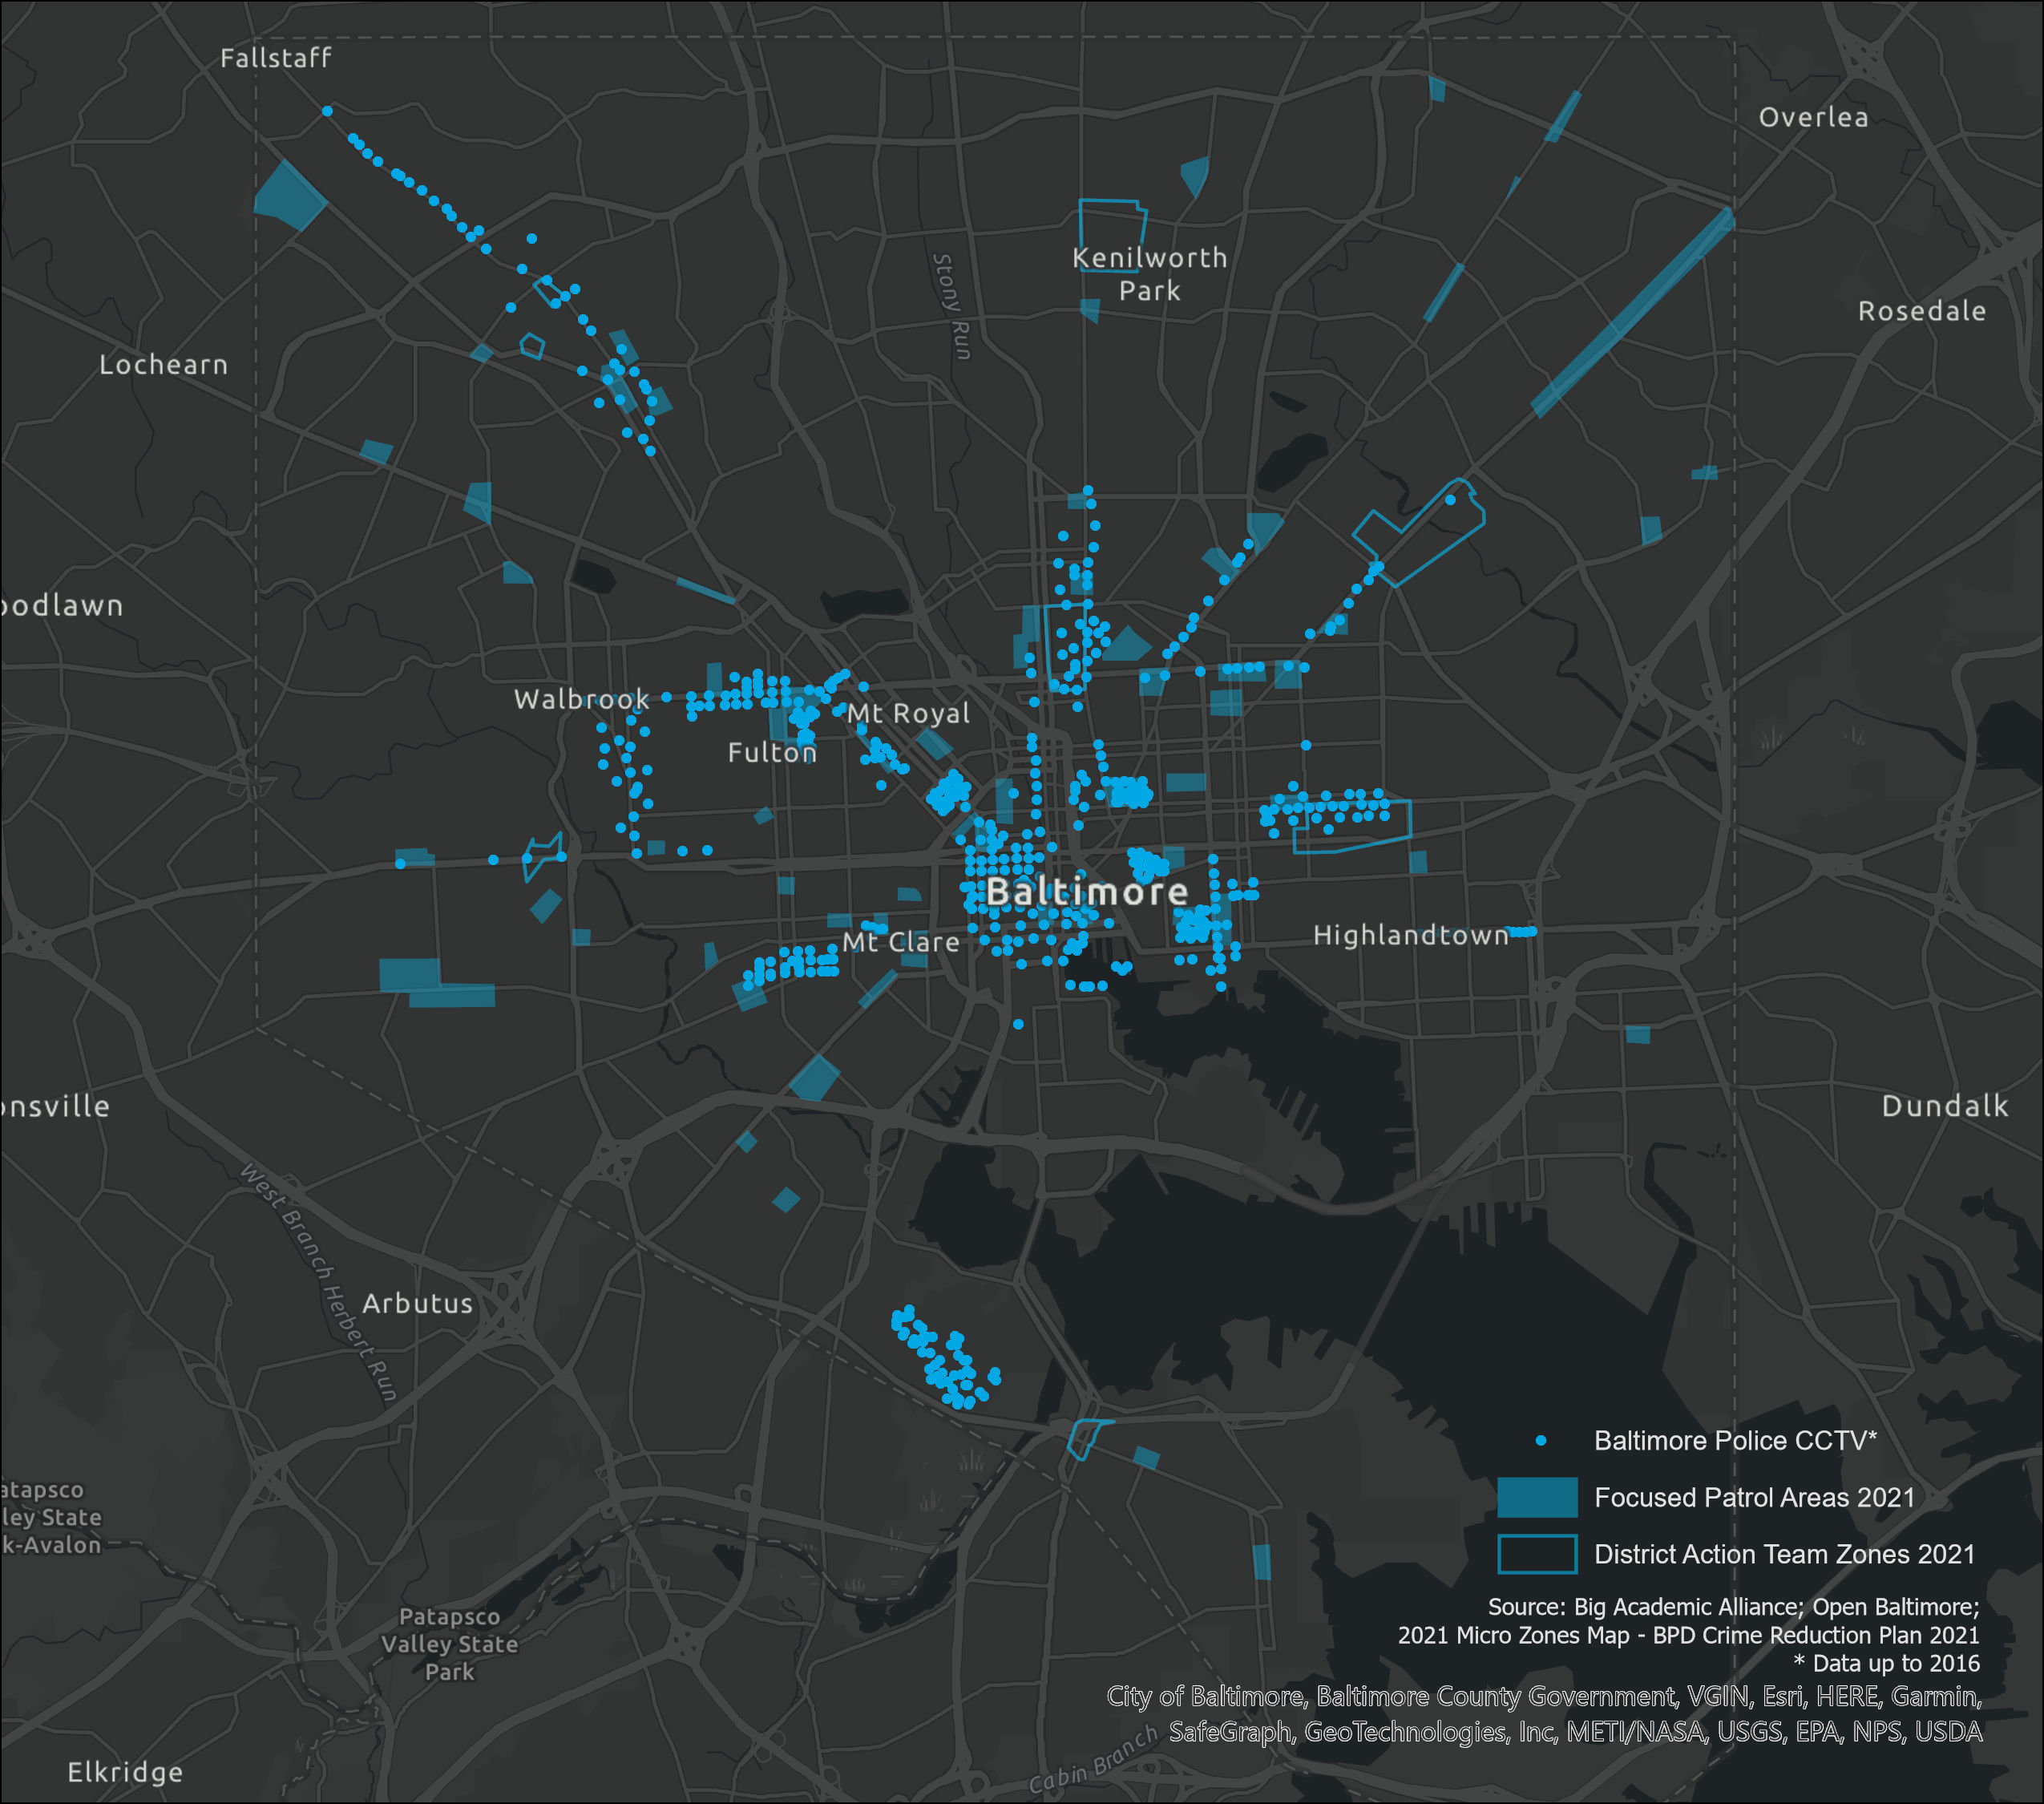 Fallstaff
Overlea
Stony Run
Kenilworth
Park
Rosedale
Lochearn
oodlawn
Walbrook
Mt Royal
Fulton
Baltimore
Highlandtown
Mt Clare
onsville
Dundalk
West Branch Herbert Run
Arbutus
Baltimore Police CCTV*
atapsco
ley State
k-Avalon
Focused Patrol Areas 2021
District Action Team Zones 2021
Patapsco
Valley State
Park
Source: Big Academic Alliance; Open Baltimore;
2021 Micro Zones Map - BPD Crime Reduction Plan 2021
* Data up to 2016
City of Baltimore, Baltimore County Government, VGIN, Esri, HERE, Garmin,
SafeGraph, GeoTechnologies, Inc, METI/NASA, USGS, EPA, NPS, USDA
Cabin Branch
Elkridge